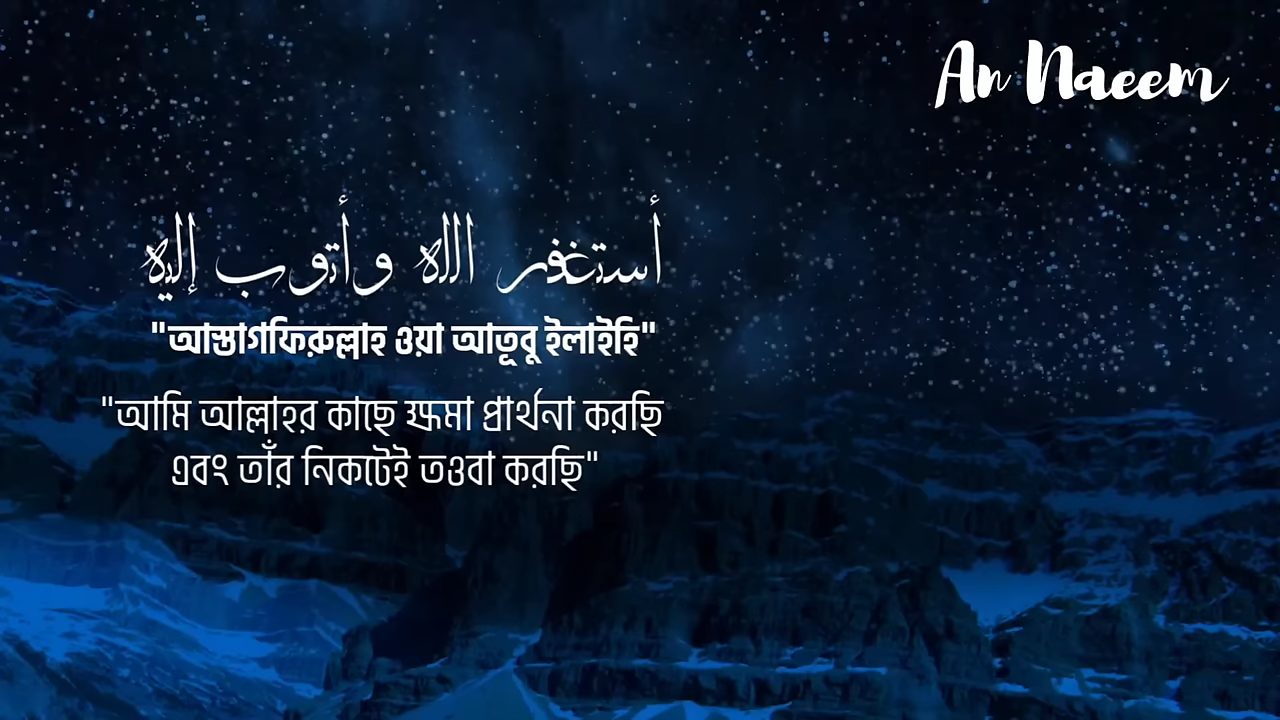 An Naeem
أستغفر الله وأتوب إليه
"আস্তাগফিরুল্লাহ ওয়া আতূবু ইলাইহি"
"আমি আল্লাহর কাছে ক্ষমা প্রার্থনা করছি
এবং তাঁর নিকটেই তওবা করছি"